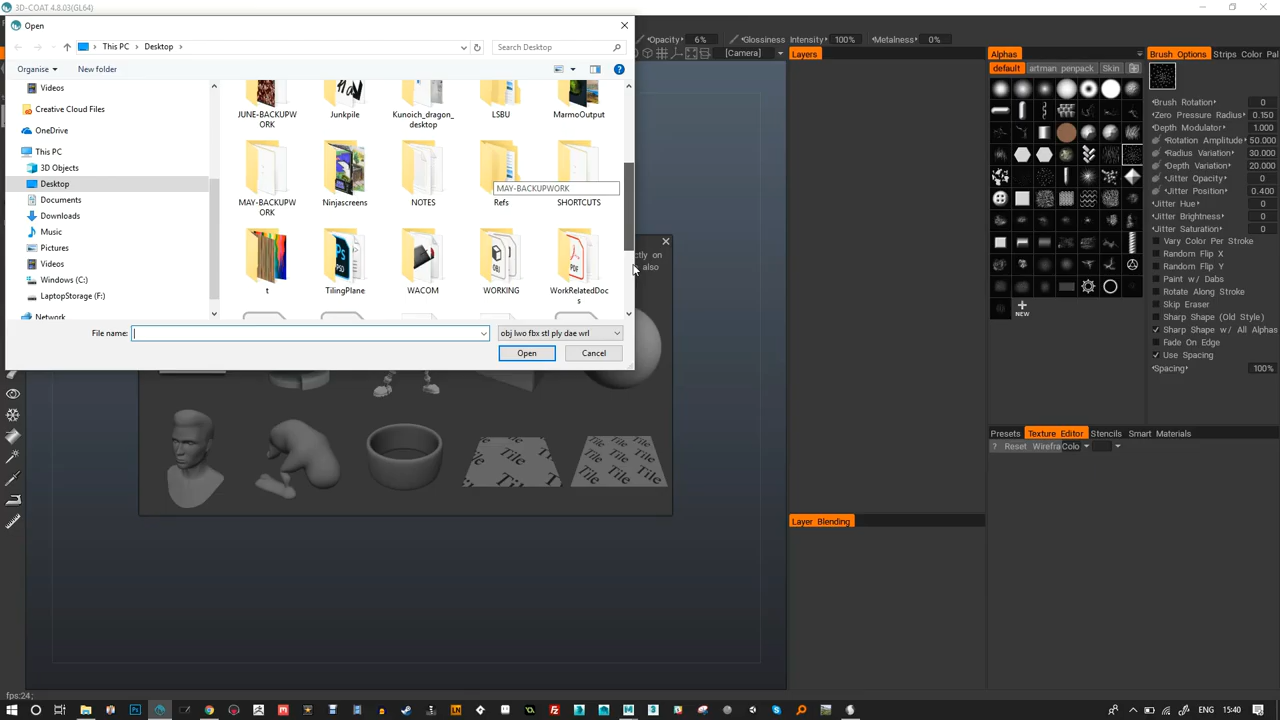 3D-COAT 4.8.03(GL64)
Open
This PC
Desktop
Search Desktop
Organise
New folder
Opacity 6%
Glossiness Intensity 100%
Metalness 0%
[Camera]
Layers
Alphas
Brush Options
Strips
Color Pal
default
artman penpack
Skin
Videos
Creative Cloud Files
OneDrive
This PC
3D Objects
Desktop
Documents
Downloads
Music
Pictures
Videos
Windows (C:)
LaptopStorage (F:)
Network
JUNE-BACKUPW
ORK
Junkpile
Kunoich_dragon_
desktop
LSBU
MarmoOutput
MAY-BACKUPWORK
MAY-BACKUPW
ORK
Ninjascreens
NOTES
Refs
SHORTCUTS
t
TilingPlane
WACOM
WORKING
WorkRelatedDoc
s
File name:
obj lwo fbx stl ply dae wrl
Open
Cancel
ctly on
also
Tile
Tile
NEW
Brush Rotation 0
Zero Pressure Radius 0.150
Depth Modulator 1.000
Rotation Amplitude 50.000
Radius Variation 30.000
Depth Variation 20.000
Jitter Opacity 0
Jitter Position 0.400
Jitter Hue 0
Jitter Brightness 0
Jitter Saturation 0
Vary Color Per Stroke
Random Flip X
Random Flip Y
Paint w/ Dabs
Rotate Along Stroke
Skip Eraser
Sharp Shape (Old Style)
Sharp Shape w/ All Alphas
Fade On Edge
Use Spacing
Spacing 100%
Presets
Texture Editor
Stencils
Smart Materials
? Reset Wirefra Colo
Layer Blending
fps:24;
ENG 15:40